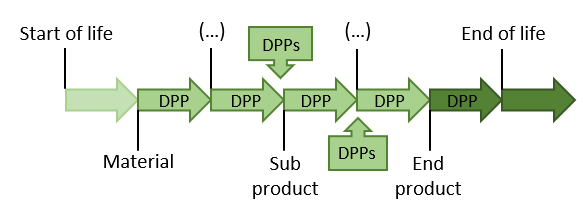 Start of life
(...)
(...)
End of life
DPPs
DPP
DPP
DPP
DPP
DPP
Material
Sub
product
DPPs
End
product